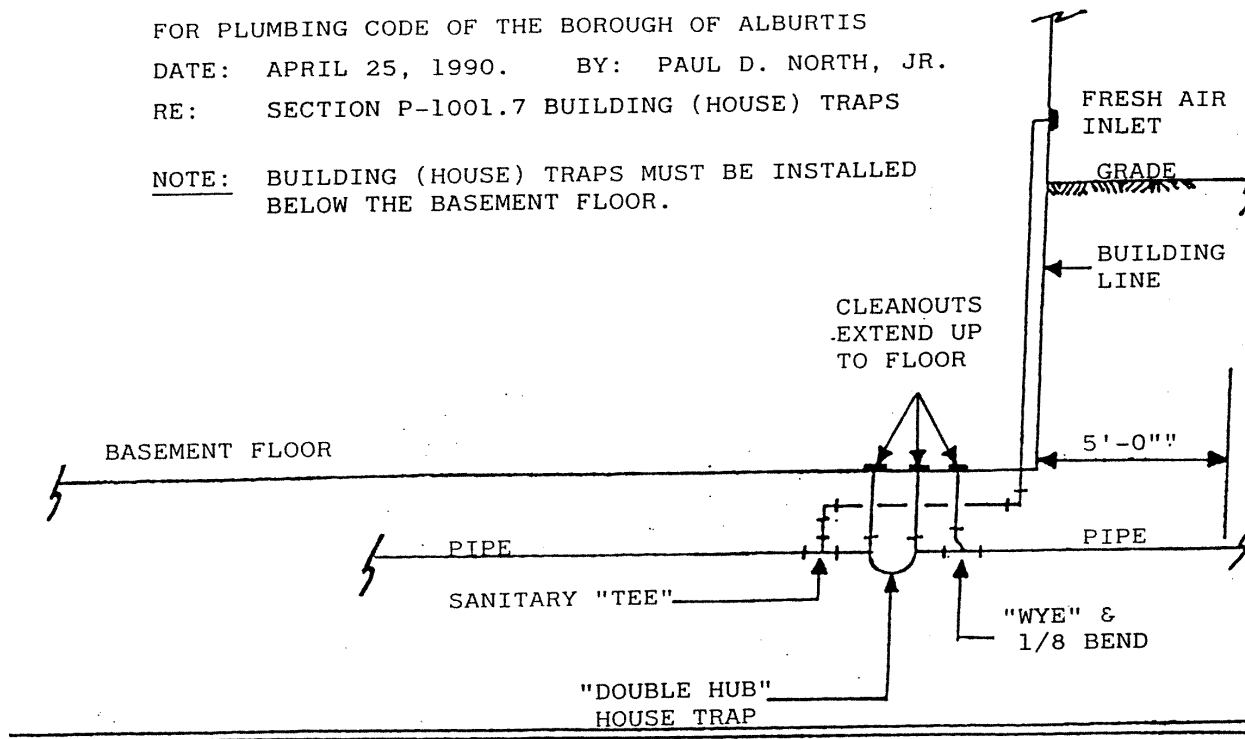 FOR PLUMBING CODE OF THE BOROUGH OF ALBURTIS
DATE: APRIL 25, 1990. BY: PAUL D. NORTH, JR.
RE: SECTION P-1001.7 BUILDING (HOUSE) TRAPS
NOTE: BUILDING (HOUSE) TRAPS MUST BE INSTALLED
BELOW THE BASEMENT FLOOR.
FRESH AIR
INLET
GRADE
BUILDING
LINE
CLEANOUTS
EXTEND UP
TO FLOOR
BASEMENT FLOOR
5'-0""
PIPE
PIPE
SANITARY "TEE"
"WYE" &
1/8 BEND
"DOUBLE HUB"
HOUSE TRAP